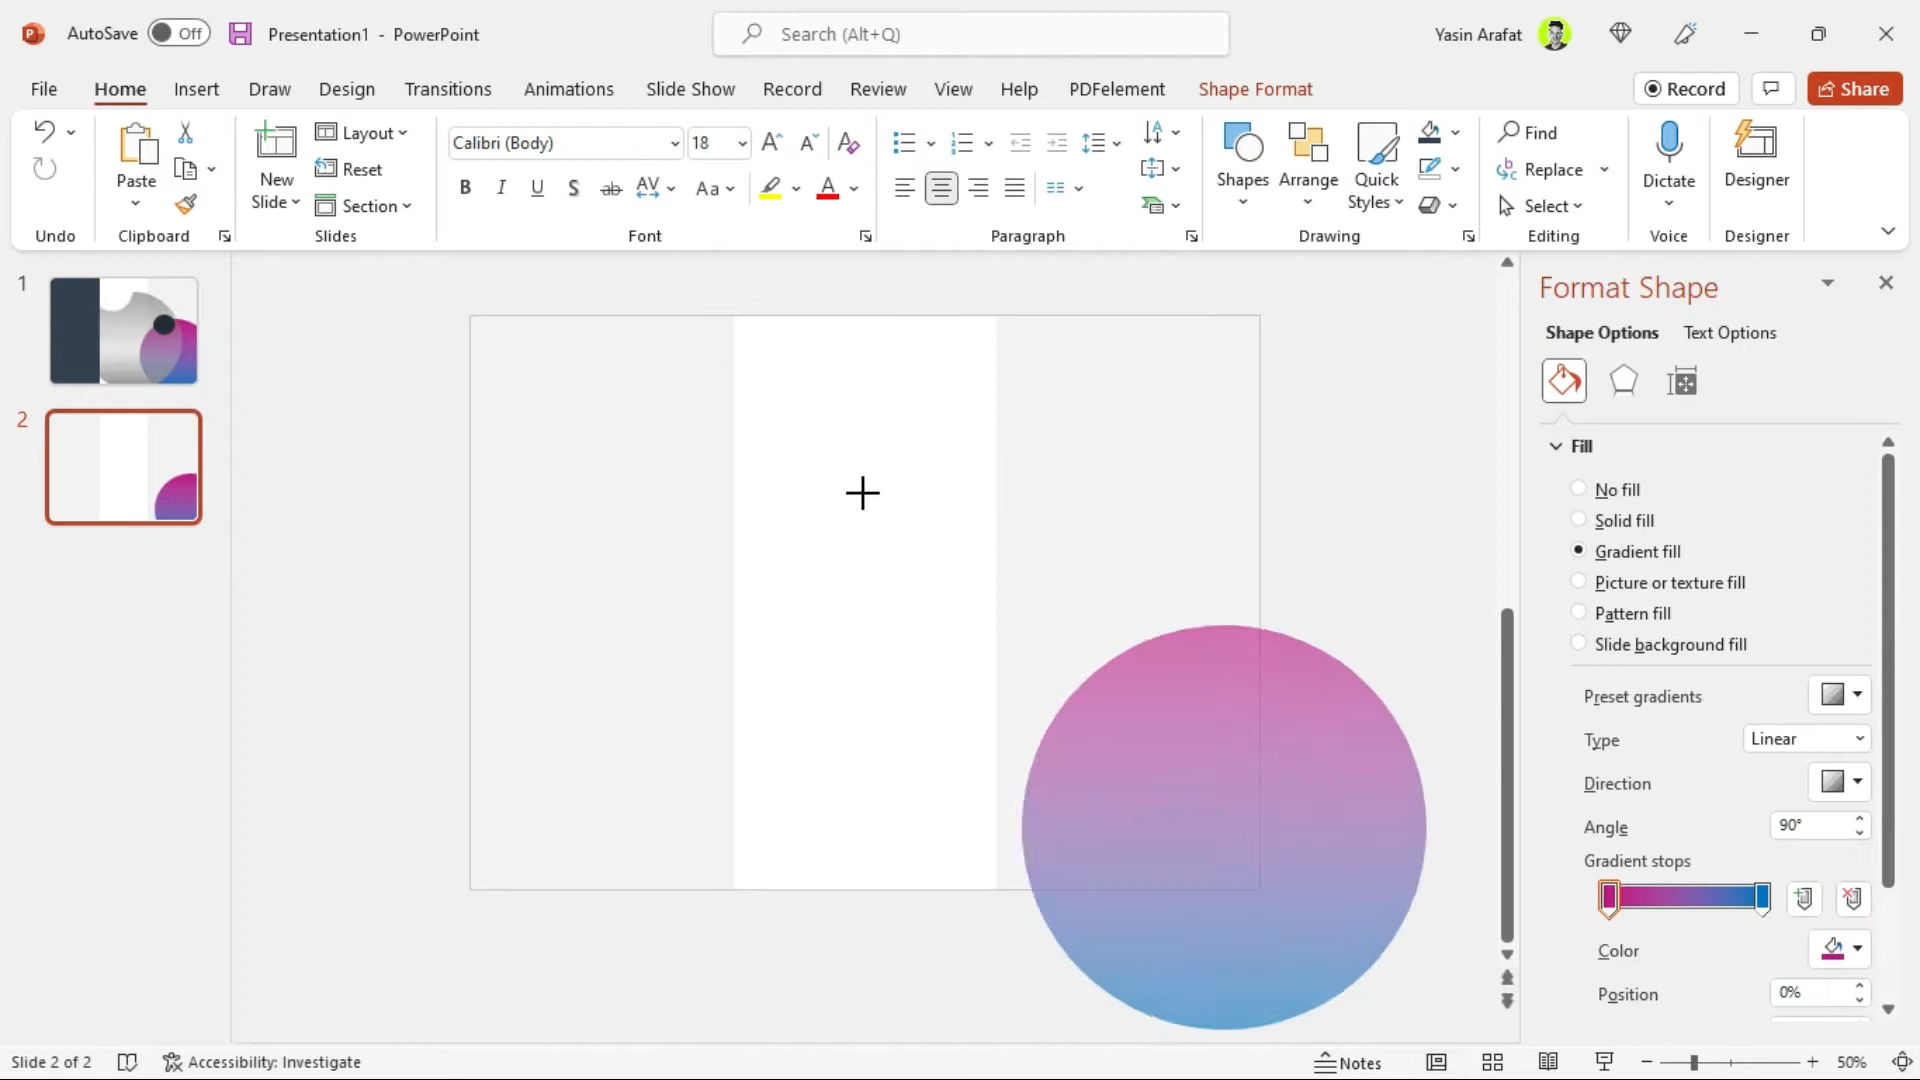 AutoSave Off Presentation1 - PowerPoint Search (Alt+Q) Yasin Arafat
File Home Insert Draw Design Transitions Animations Slide Show Record Review View Help PDFelement Shape Format Record Share
Paste
New
Slide
Layout
Reset
Section
Calibri (Body) 18
B I U S ab AV Aa A
Shapes Arrange Quick
Styles
Find
Replace
Select
Dictate Designer
Undo Clipboard Slides Font Paragraph Drawing Editing Voice Designer
1
2
Format Shape
Shape Options Text Options
Fill
No fill
Solid fill
Gradient fill
Picture or texture fill
Pattern fill
Slide background fill
Preset gradients
Type Linear
Direction
Angle 90°
Gradient stops
Color
Position 0%
Slide 2 of 2 Accessibility: Investigate Notes 50%